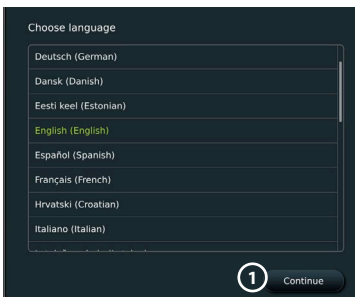 Choose language
Deutsch (German)
Dansk (Danish)
Eesti keel (Estonian)
English (English)
Español (Spanish)
Français (French)
Hrvatski (Croatian)
Italiano (Italian)
1 Continue